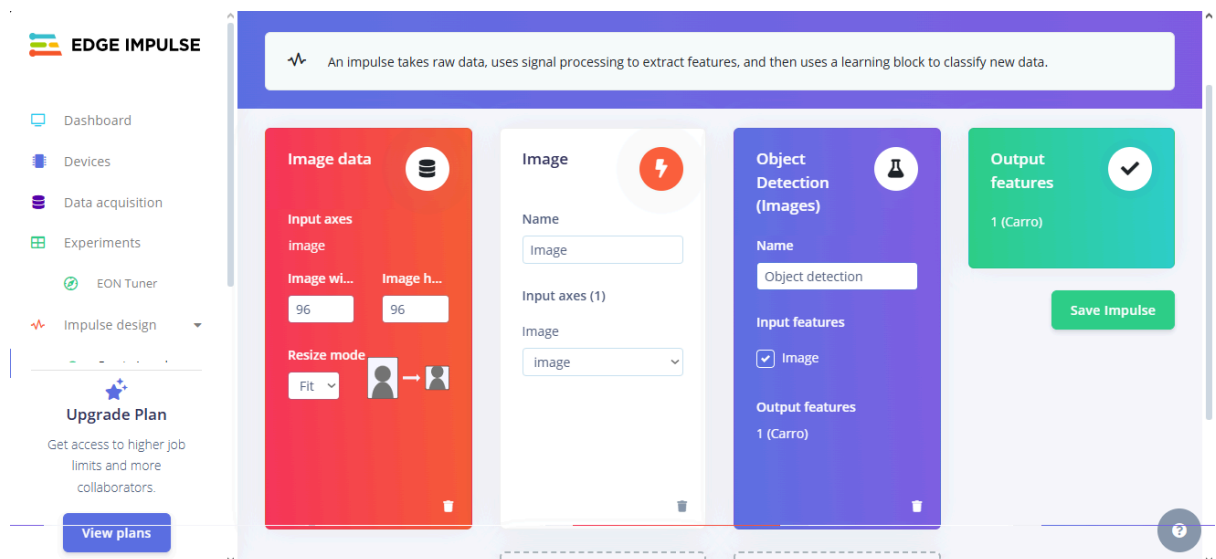 EDGE IMPULSE
An impulse takes raw data, uses signal processing to extract features, and then uses a learning block to classify new data.
Dashboard
Devices
Data acquisition
Experiments
EON Tuner
Impulse design
Upgrade Plan
Get access to higher job
limits and more
collaborators.
View plans
Image data
Input axes
image
Image wi...
Image h...
96
96
Resize mode
Fit
Image
Name
Image
Input axes (1)
Image
image
Object
Detection
(Images)
Name
Object detection
Input features
Image
Output features
1 (Carro)
Output
features
1 (Carro)
Save Impulse
?